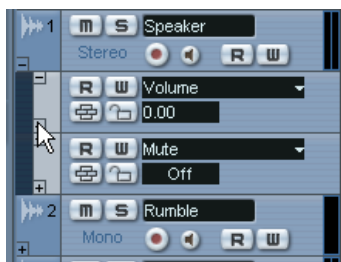 1 m S Speaker
Stereo R W
R W Volume
0.00
R W Mute
Off
2 m S Rumble
Mono R W